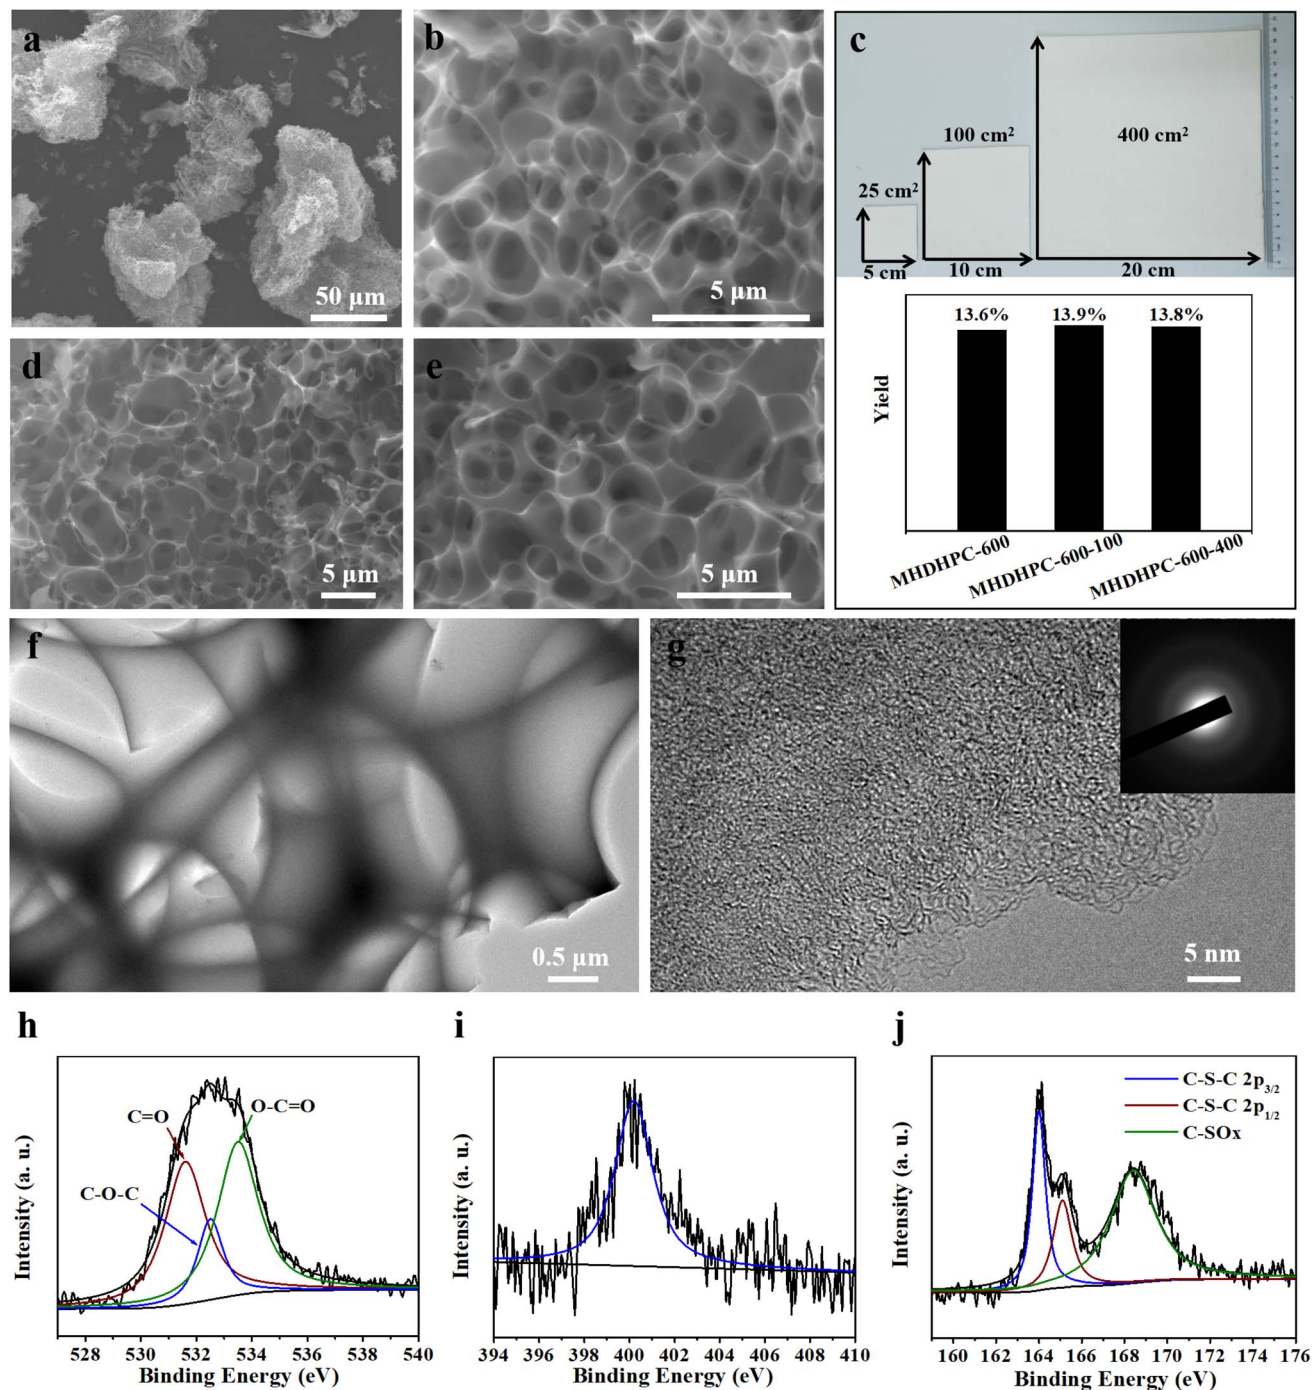 a
50 μm
b
5 μm
c
25 cm²
5 cm
100 cm²
10 cm
400 cm²
20 cm
Yield
13.6%
13.9%
13.8%
MHDHPC-600
MHDHPC-600-100
MHDHPC-600-400
d
5 μm
e
5 μm
f
0.5 μm
g
5 nm
h
C=O
O-C=O
C-O-C
Intensity (a. u.)
528 530 532 534 536 538 540
Binding Energy (eV)
i
Intensity (a. u.)
394 396 398 400 402 404 406 408 410
Binding Energy (eV)
j
C-S-C 2p3/2
C-S-C 2p1/2
C-SOx
Intensity (a. u.)
160 162 164 166 168 170 172 174 176
Binding Energy (eV)